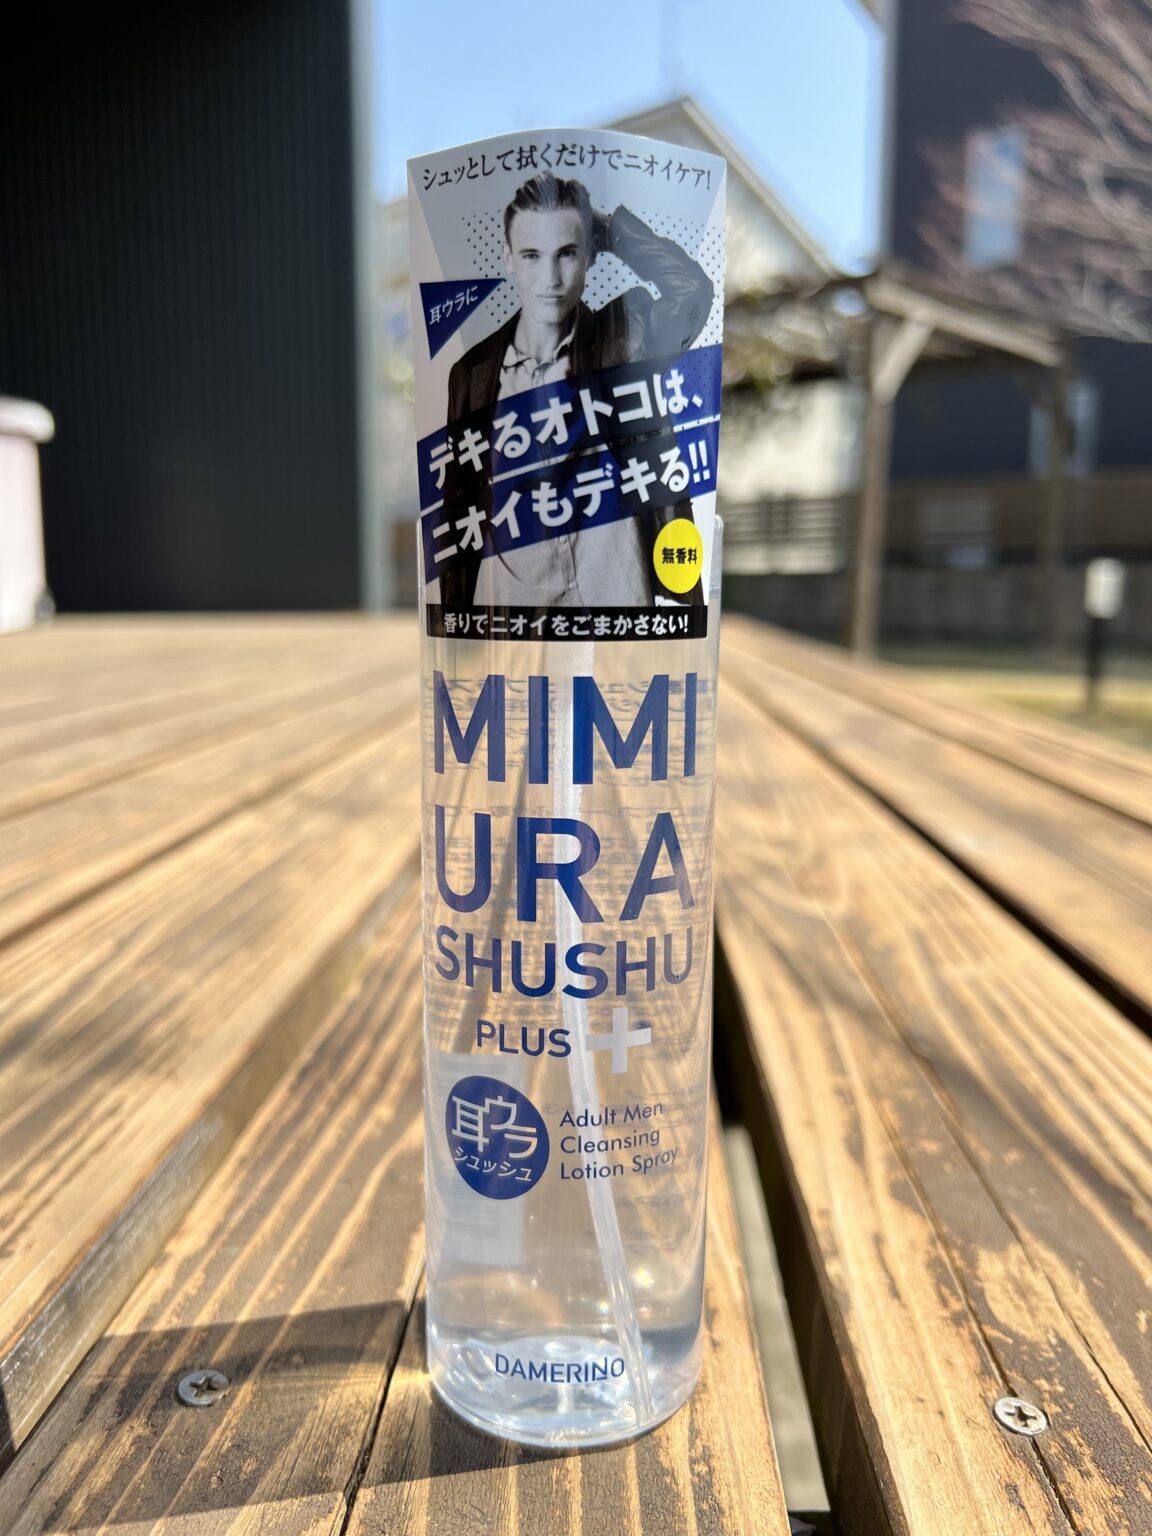 シュッとして拭くだけでニオイケア!
耳ウラに
デキるオトコは、
ニオイもデキる!!
無香料
香りでニオイをごまかさない!
MIMI
URA
SHUSHU
PLUS +
耳ウラ
シュッシュ
Adult Men
Cleansing
Lotion Spray
DAMERINO